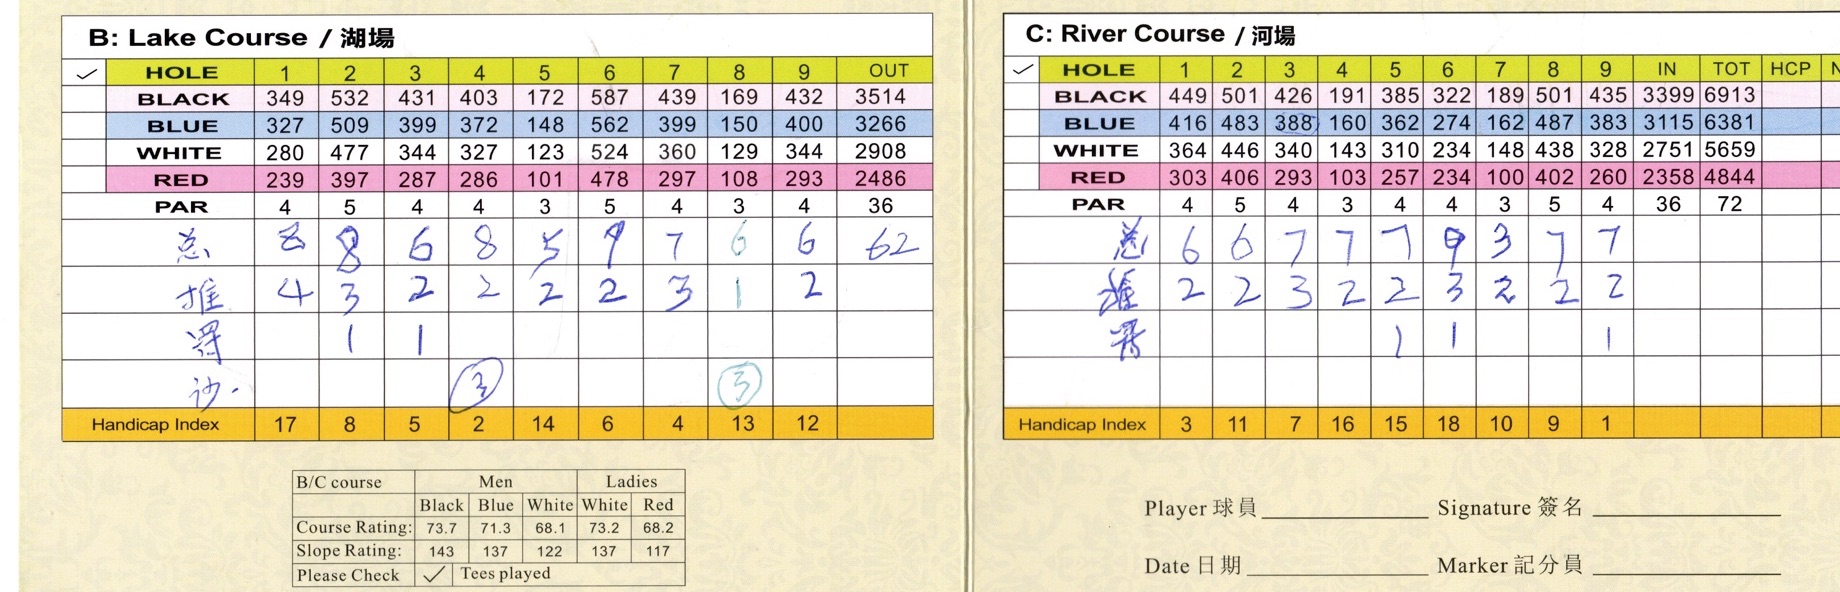 B: Lake Course / 湖場
HOLE 1 2 3 4 5 6 7 8 9 OUT
BLACK 349 532 431 403 172 587 439 169 432 3514
BLUE 327 509 399 372 148 562 399 150 400 3266
WHITE 280 477 344 327 123 524 360 129 344 2908
RED 239 397 287 286 101 478 297 108 293 2486
PAR 4 5 4 4 3 5 4 3 4 36
总 8 6 8 5 9 7 6 6 62
推 4 3 2 2 2 2 3 1 2
罚 1 1
沙. 3 3
Handicap Index 17 8 5 2 14 6 4 13 12
B/C course Men Ladies
Black Blue White White Red
Course Rating: 73.7 71.3 68.1 73.2 68.2
Slope Rating: 143 137 122 137 117
Please Check Tees played
C: River Course / 河場
HOLE 1 2 3 4 5 6 7 8 9 IN TOT HCP
BLACK 449 501 426 191 385 322 189 501 435 3399 6913
BLUE 416 483 388 160 362 274 162 487 383 3115 6381
WHITE 364 446 340 143 310 234 148 438 328 2751 5659
RED 303 406 293 103 257 234 100 402 260 2358 4844
PAR 4 5 4 3 4 4 3 5 4 36 72
总 6 6 7 7 7 9 3 7 7
推 2 2 3 2 2 3 2 2 2
罚 1 1 1
Handicap Index 3 11 7 16 15 18 10 9 1
Player 球員 Signature 簽名
Date 日期 Marker 記分員